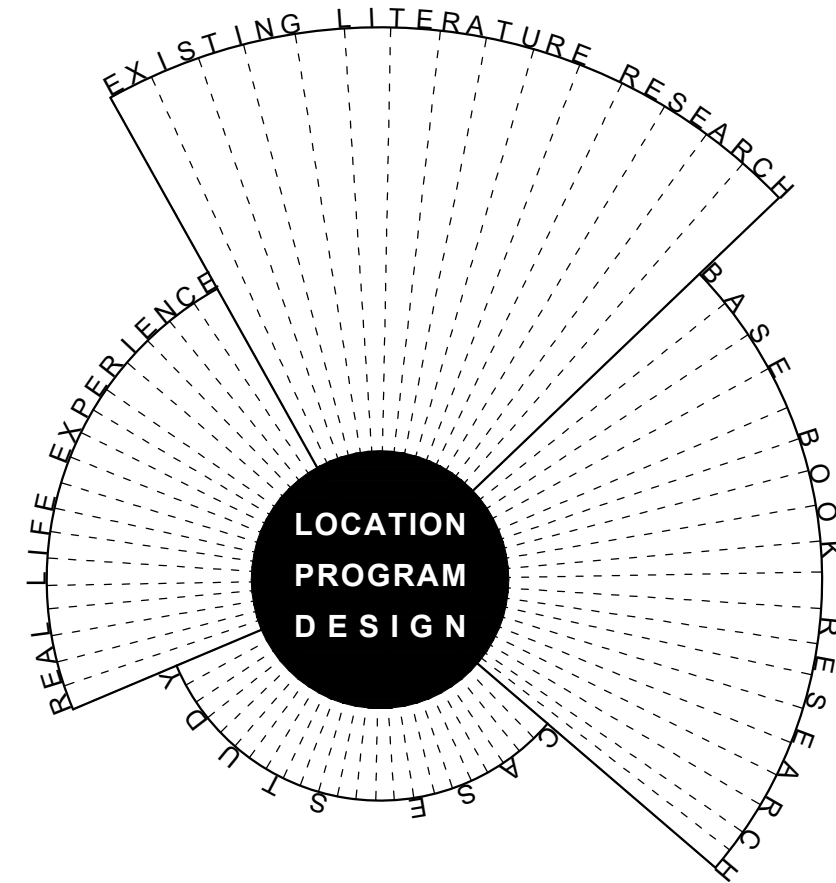 EXISTING LITERATURE RESEARCH
BASE BOOK RESEARCH
CASE STUDY
REAL LIFE EXPERIENCE
LOCATION
PROGRAM
DESIGN